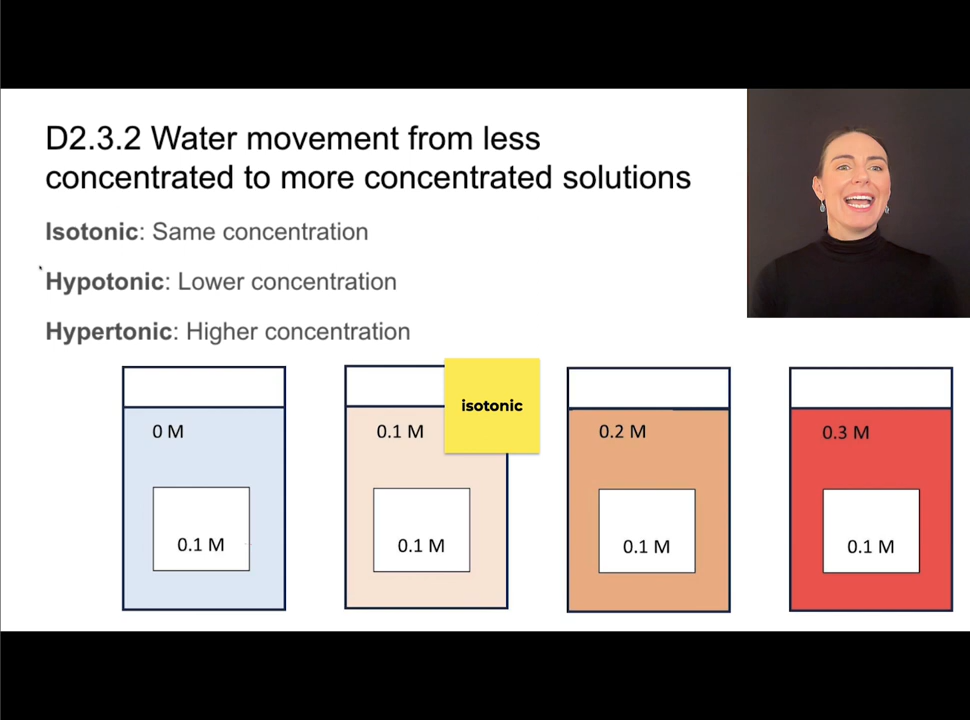 D2.3.2 Water movement from less
concentrated to more concentrated solutions
Isotonic: Same concentration
Hypotonic: Lower concentration
Hypertonic: Higher concentration
isotonic
0 M
0.1 M
0.2 M
0.3 M
0.1 M
0.1 M
0.1 M
0.1 M